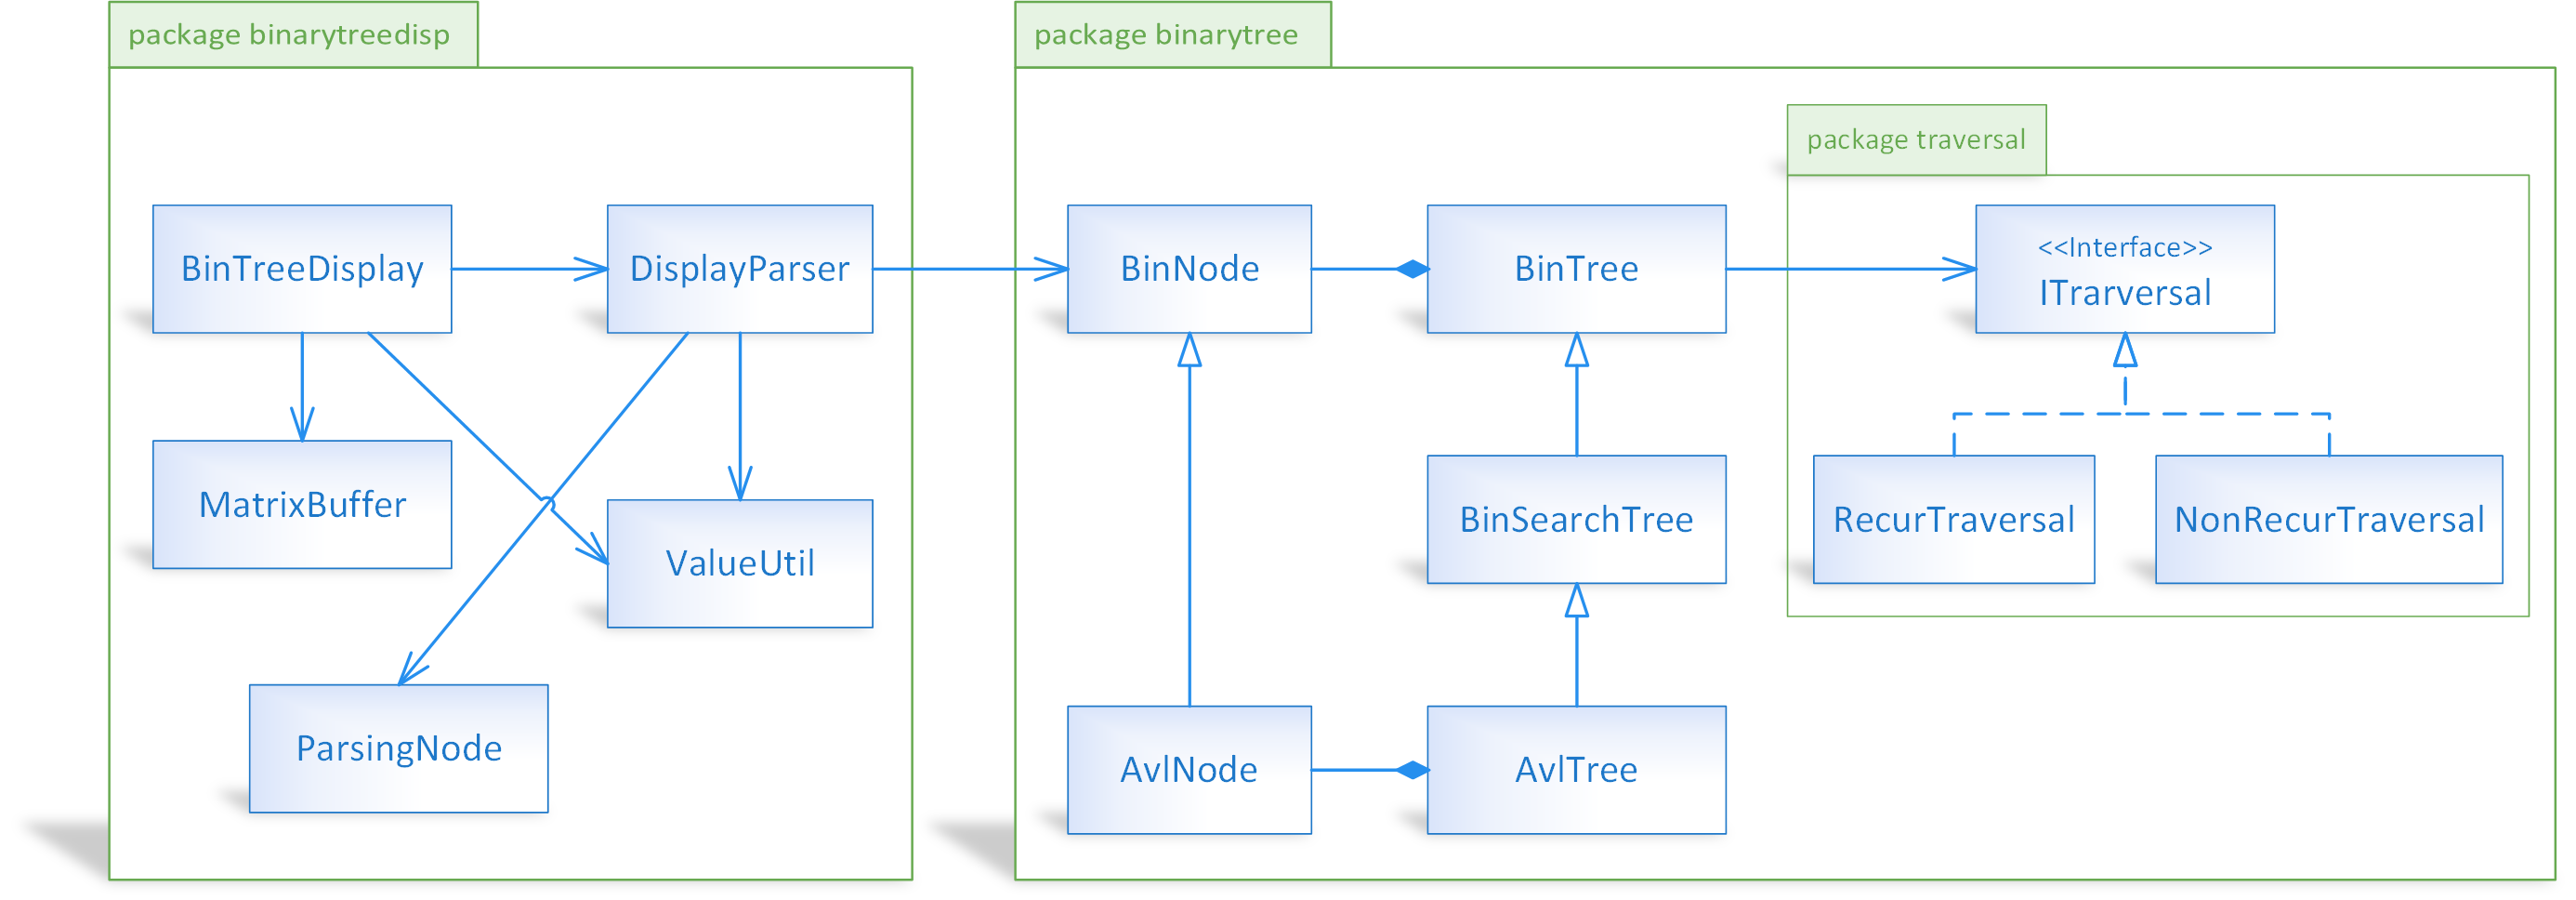 package binarytreedisp
BinTreeDisplay
DisplayParser
MatrixBuffer
ValueUtil
ParsingNode
package binarytree
package traversal
BinNode
BinTree
<<Interface>>
ITrarversal
BinSearchTree
RecurTraversal
NonRecurTraversal
AvlNode
AvlTree